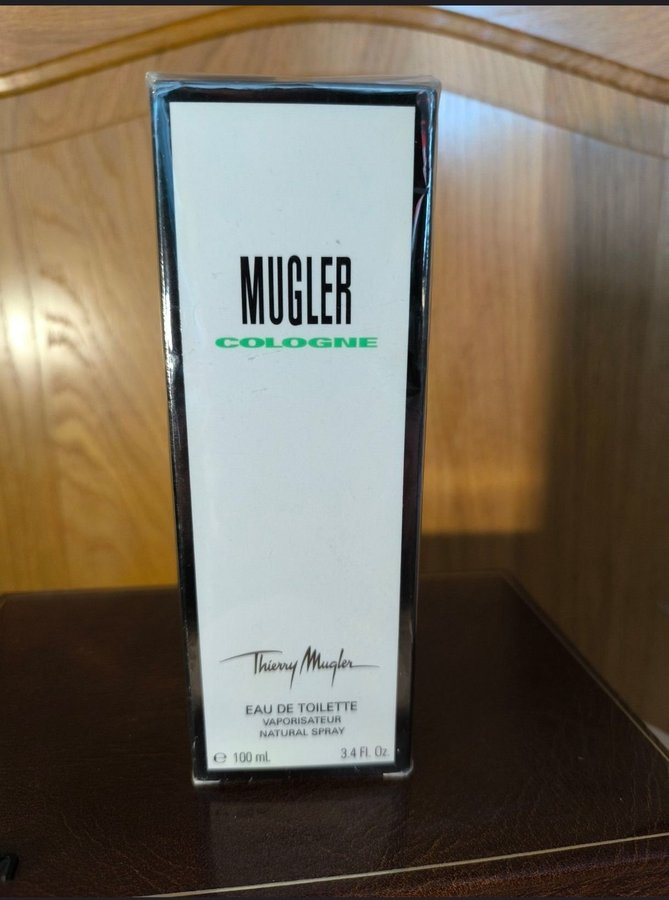 MUGLER
COLOGNE
Thierry Mugler
EAU DE TOILETTE
VAPORISATEUR
NATURAL SPRAY
℮ 100 ml. 3.4 Fl. Oz.